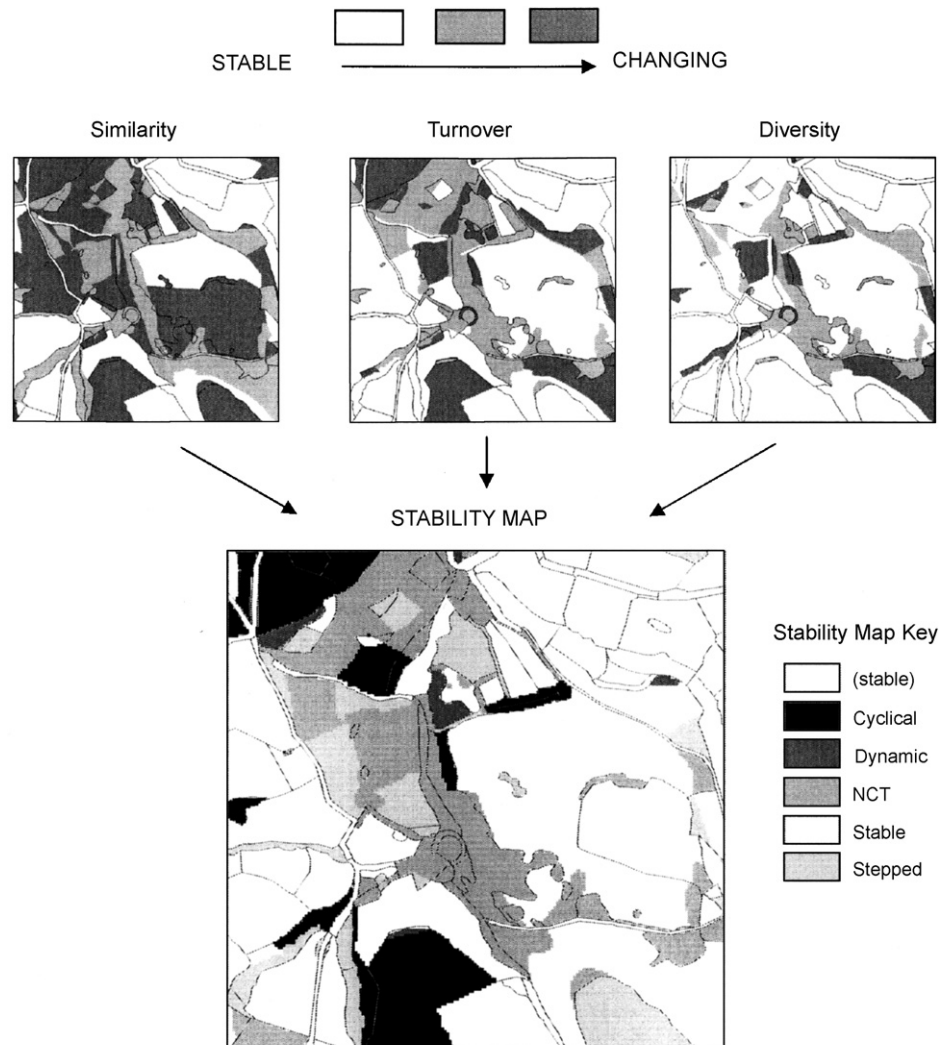 STABLE
CHANGING
Similarity
Turnover
Diversity
STABILITY MAP
Stability Map Key
(stable)
Cyclical
Dynamic
NCT
Stable
Stepped